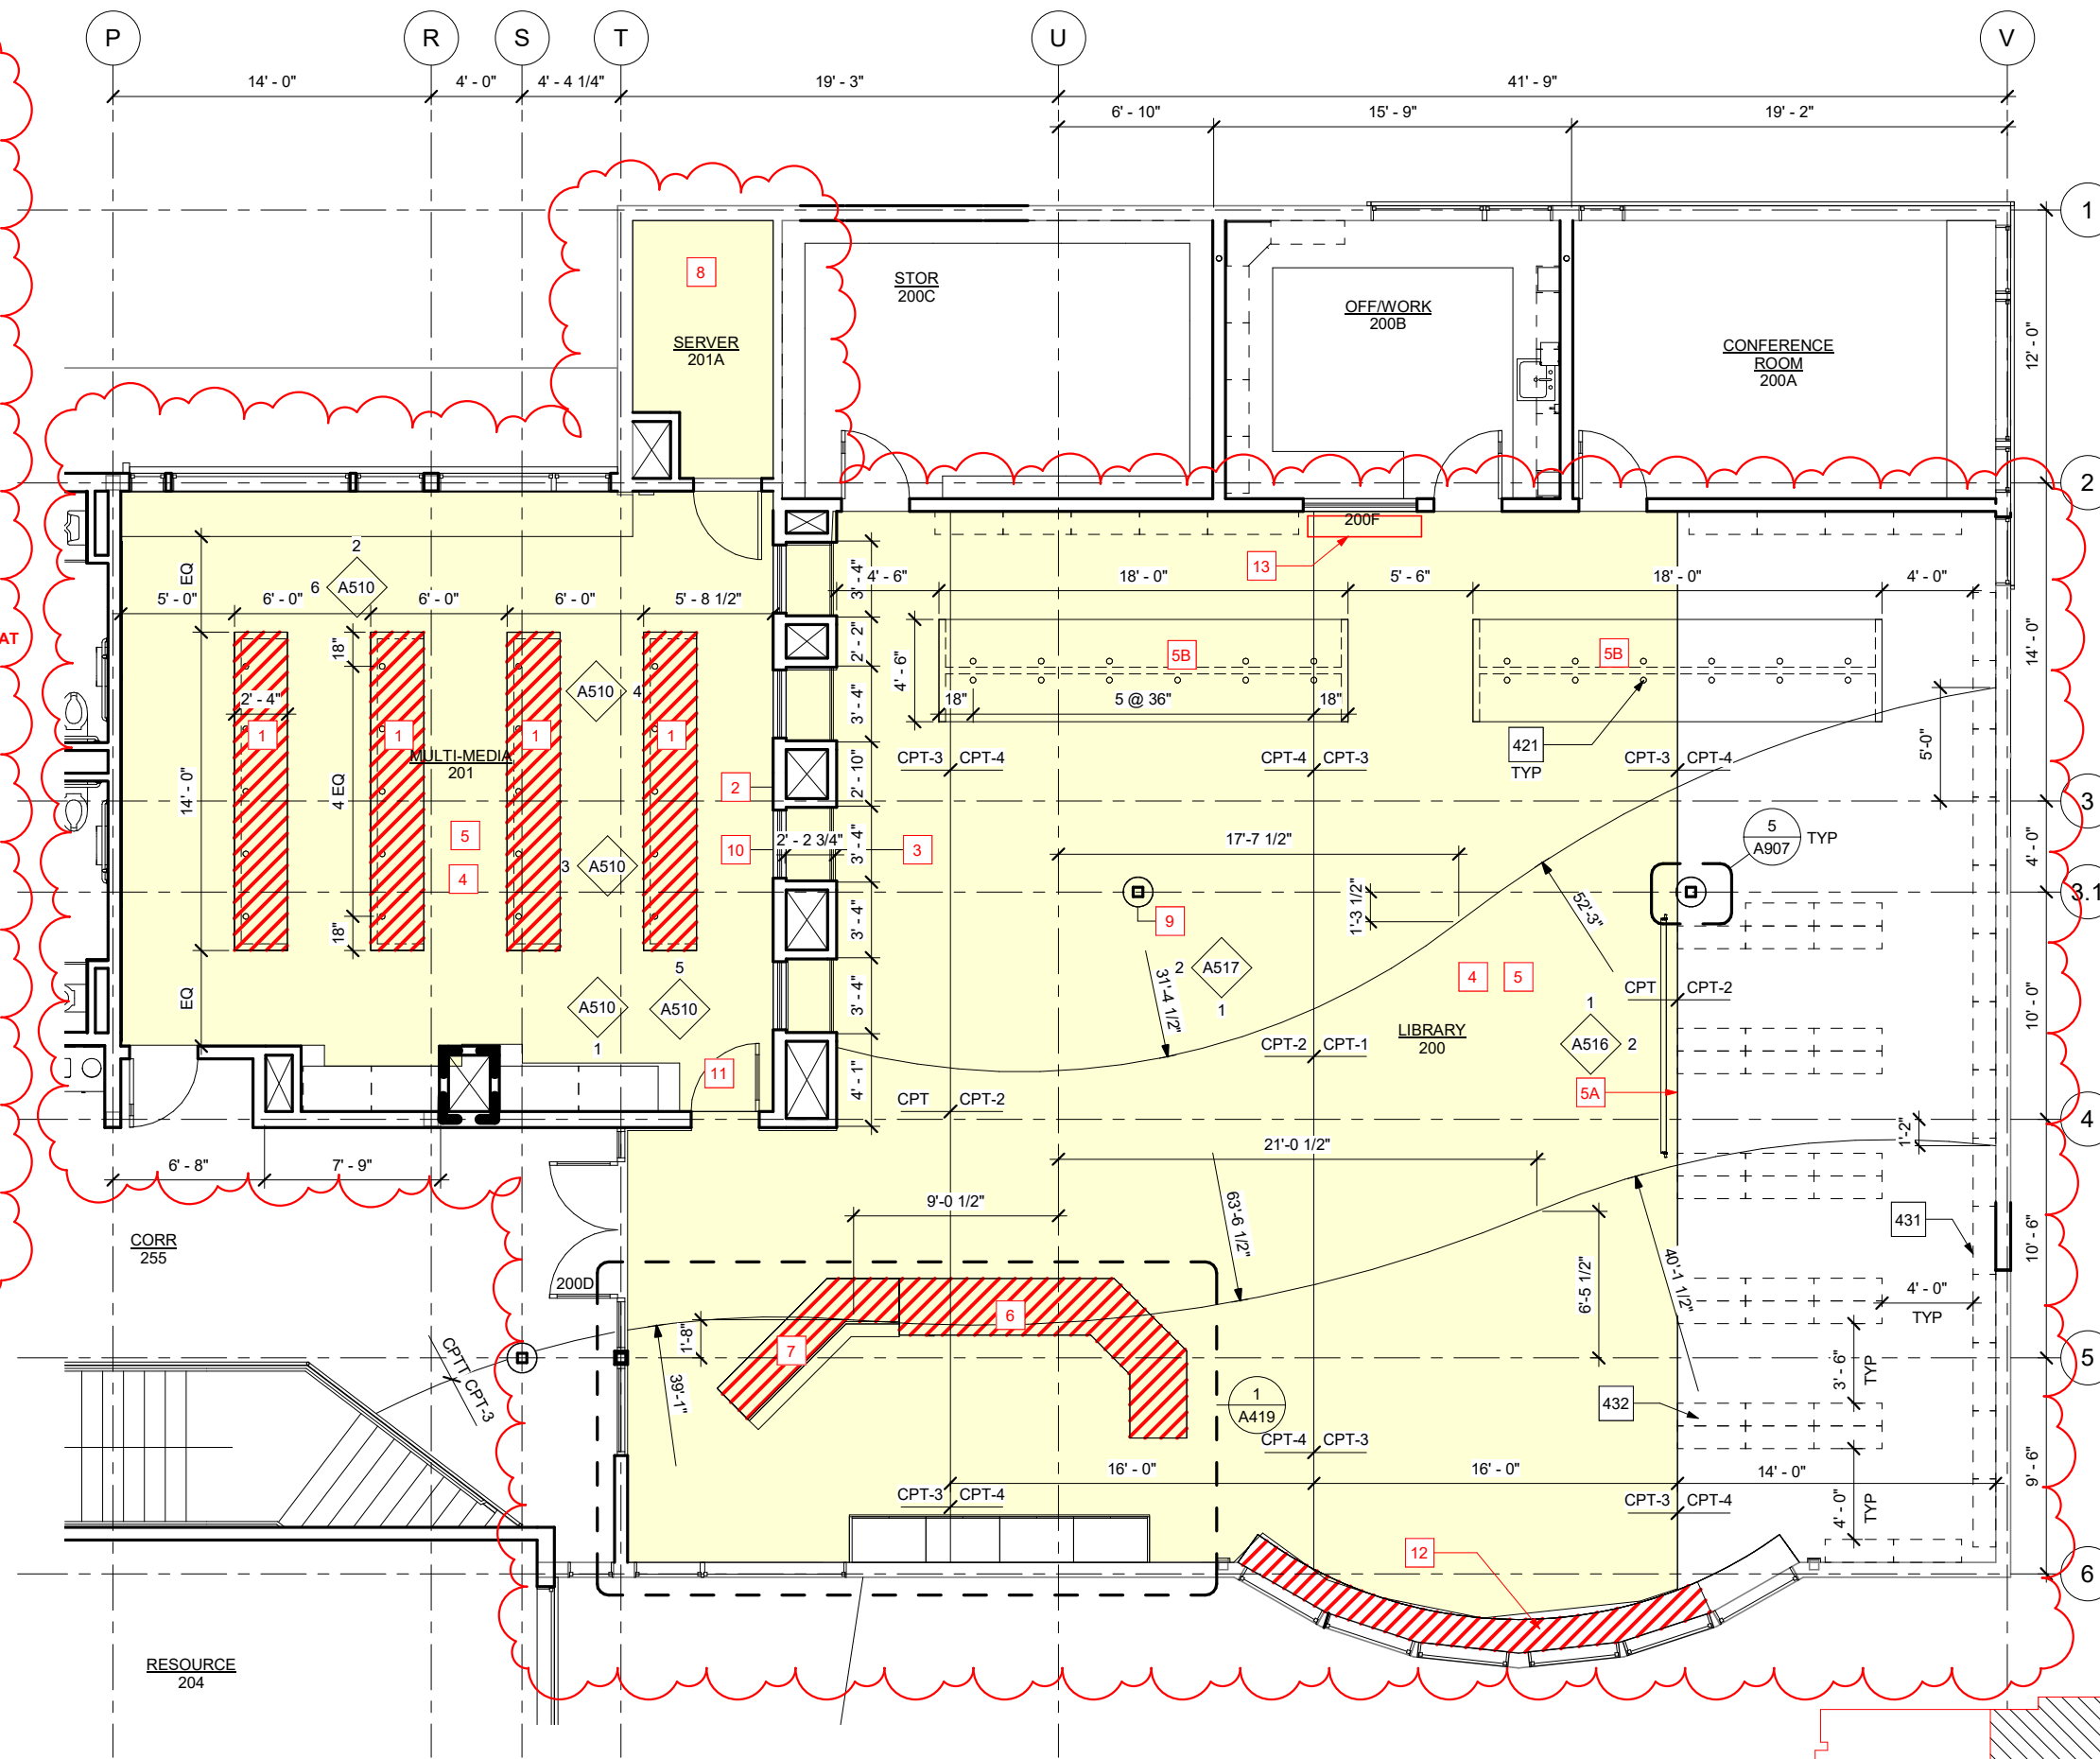 P
R
S
T
U
V
14' - 0"
4' - 0"
4' - 4 1/4"
19' - 3"
41' - 9"
6' - 10"
15' - 9"
19' - 2"
1
8
STOR
200C
OFF/WORK
200B
SERVER
201A
CONFERENCE
ROOM
200A
12' - 0"
2
200F
13
EQ
2
6
A510
5' - 0"
6' - 0"
6' - 0"
6' - 0"
5' - 8 1/2"
3' - 4"
4' - 6"
18' - 0"
5' - 6"
18' - 0"
4' - 0"
AT
18"
2' - 2"
4' - 6"
5B
5B
14' - 0"
2' - 4"
A510
4
3' - 4"
18"
5 @ 36"
18"
1
1
1
1
MULTI-MEDIA
201
421
TYP
5'-0"
CPT-3
CPT-4
CPT-4
CPT-3
CPT-3
CPT-4
14' - 0"
4 EQ
2
2' - 10"
3
5
10
2' - 2 3/4"
3' - 4"
3
17'-7 1/2"
5
A907
TYP
4' - 0"
4
3
A510
3.1
18"
3' - 4"
9
1'-3 1/2"
52'-3"
EQ
A510
1
5
A510
3' - 4"
31'-4 1/2"
2
A517
1
4
5
CPT
CPT-2
10' - 0"
LIBRARY
200
1
A516
2
CPT-2
CPT-1
11
4' - 1"
5A
CPT
CPT-2
4
1'-2"
6' - 8"
7' - 9"
21'-0 1/2"
9'-0 1/2"
63'-6 1/2"
431
10' - 6"
CORR
255
200D
40'-1 1/2"
6'-5 1/2"
4' - 0"
TYP
6
7
1'-8"
CPTT
CPT-3
39'-1"
3' - 6"
TYP
5
1
A419
432
CPT-4
CPT-3
16' - 0"
16' - 0"
14' - 0"
9' - 6"
CPT-3
CPT-4
CPT-3
CPT-4
4' - 0"
TYP
12
6
RESOURCE
204